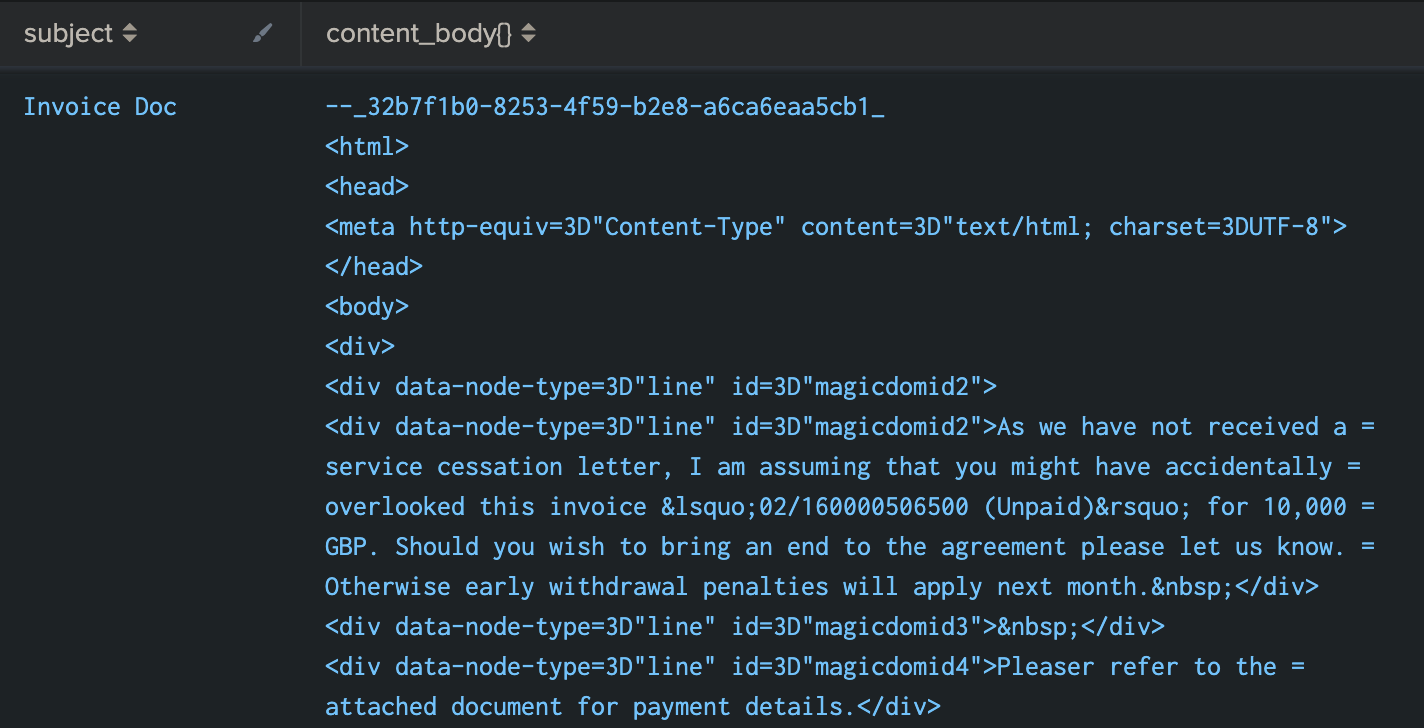 subject content_body{}
Invoice Doc --_32b7f1b0-8253-4f59-b2e8-a6ca6eaa5cb1_
<html>
<head>
<meta http-equiv=3D"Content-Type" content=3D"text/html; charset=3DUTF-8">
</head>
<body>
<div>
<div data-node-type=3D"line" id=3D"magicdomid2">
<div data-node-type=3D"line" id=3D"magicdomid2">As we have not received a =
service cessation letter, I am assuming that you might have accidentally =
overlooked this invoice &lsquo;02/160000506500 (Unpaid)&rsquo; for 10,000 =
GBP. Should you wish to bring an end to the agreement please let us know. =
Otherwise early withdrawal penalties will apply next month.&nbsp;</div>
<div data-node-type=3D"line" id=3D"magicdomid3">&nbsp;</div>
<div data-node-type=3D"line" id=3D"magicdomid4">Pleaser refer to the =
attached document for payment details.</div>